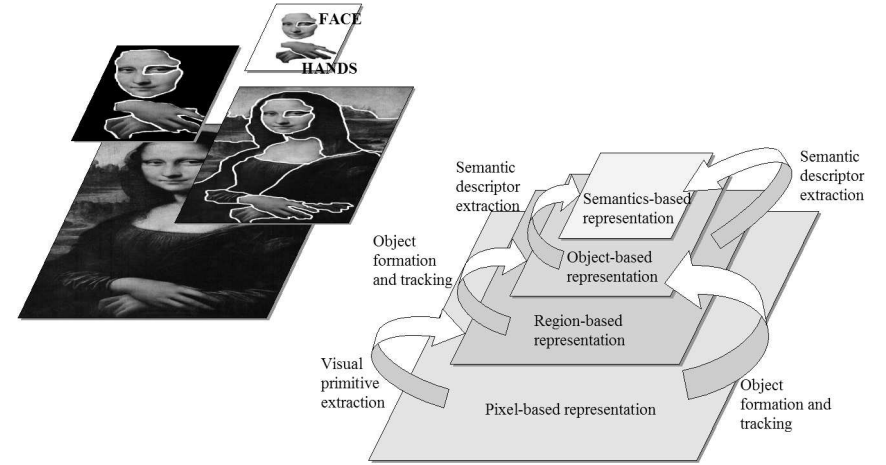 FACE
HANDS
Semantic
descriptor
extraction
Semantics-based
representation
Semantic
descriptor
extraction
Object
formation
and tracking
Object-based
representation
Region-based
representation
Visual
primitive
extraction
Pixel-based representation
Object
formation and
tracking